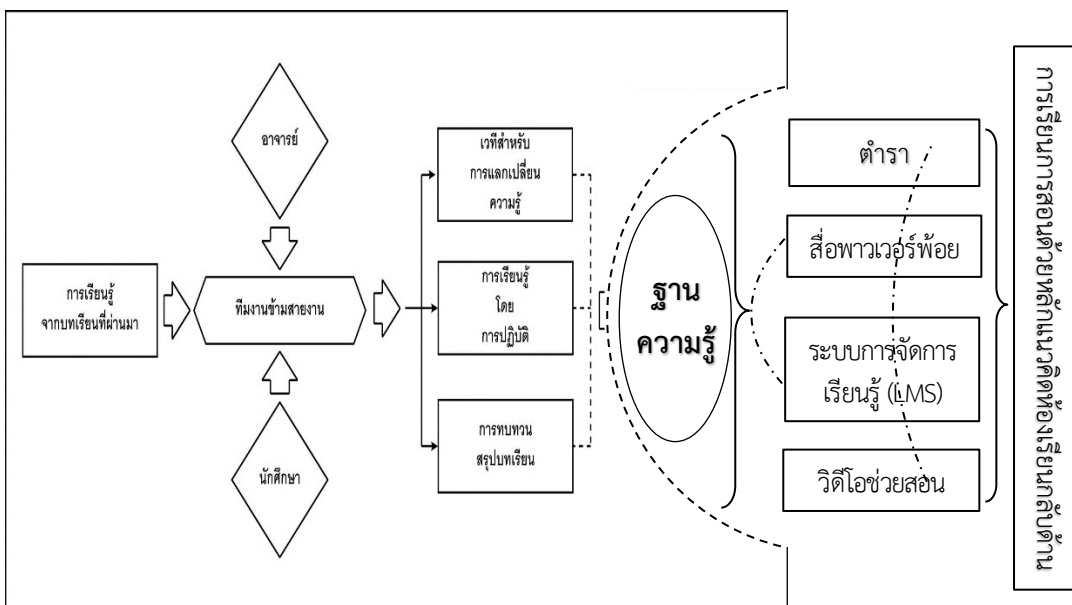 อาจารย์
การเรียนรู้
จากบทเรียนที่ผ่านมา
ทีมงานข้ามสายงาน
นักศึกษา
เวทีสำหรับ
การแลกเปลี่ยน
ความรู้
การเรียนรู้
โดย
การปฏิบัติ
การทบทวน
สรุปบทเรียน
ฐาน
ความรู้
ตำรา
สื่อพาวเวอร์พ้อย
ระบบการจัดการ
เรียนรู้ (LMS)
วิดีโอช่วยสอน
การเรียนการสอนด้วยหลักแนวคิดห้องเรียนกลับด้าน